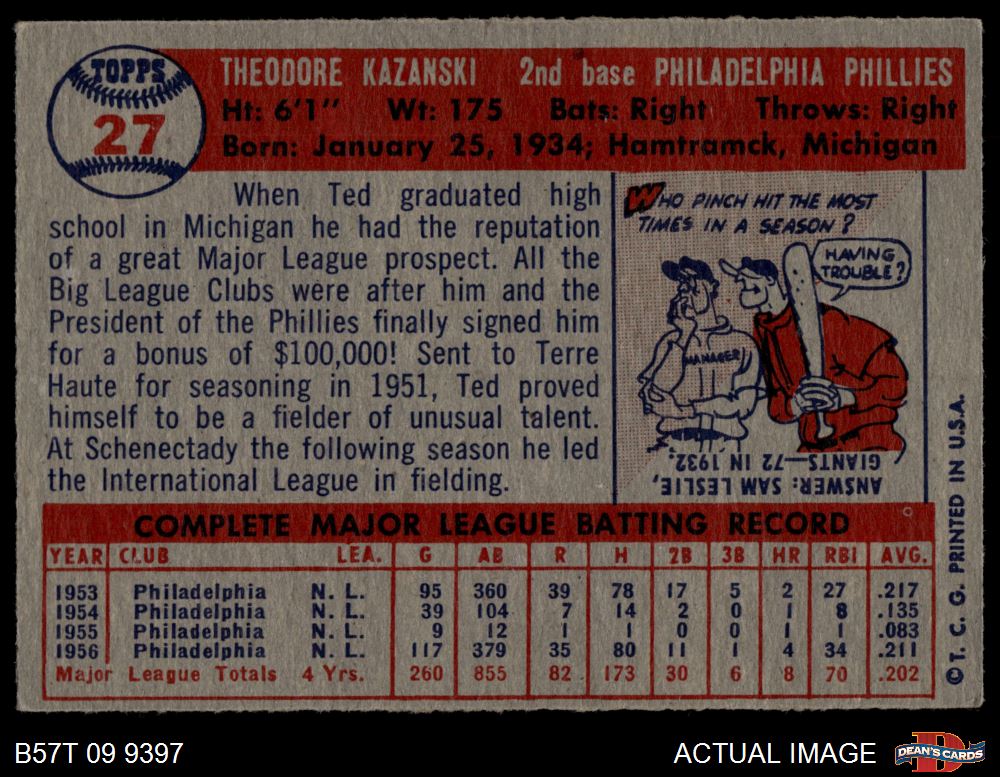 TOPPS
27
THEODORE KAZANSKI 2nd base PHILADELPHIA PHILLIES
Ht: 6'1" Wt: 175 Bats: Right Throws: Right
Born: January 25, 1934; Hamtramck, Michigan
When Ted graduated high
school in Michigan he had the reputation
of a great Major League prospect. All the
Big League Clubs were after him and the
President of the Phillies finally signed him
for a bonus of $100,000! Sent to Terre
Haute for seasoning in 1951, Ted proved
himself to be a fielder of unusual talent.
At Schenectady the following season he led
the International League in fielding.
WHO PINCH HIT THE MOST
TIMES IN A SEASON?
HAVING
TROUBLE?
MANAGER
ANSWER: SAM LESLIE,
GIANTS—72 IN 1932.
COMPLETE MAJOR LEAGUE BATTING RECORD
YEAR CLUB LEA. G AB R H 2B 3B HR RBI AVG.
1953 Philadelphia N. L. 95 360 39 78 17 5 2 27 .217
1954 Philadelphia N. L. 39 104 7 14 2 0 1 8 .135
1955 Philadelphia N. L. 9 12 1 1 0 0 1 1 .083
1956 Philadelphia N. L. 117 379 35 80 11 1 4 34 .211
Major League Totals 4 Yrs. 260 855 82 173 30 6 8 70 .202
©T. C. G. PRINTED IN U.S.A.
B57T 09 9397
ACTUAL IMAGE
DEAN'S CARDS